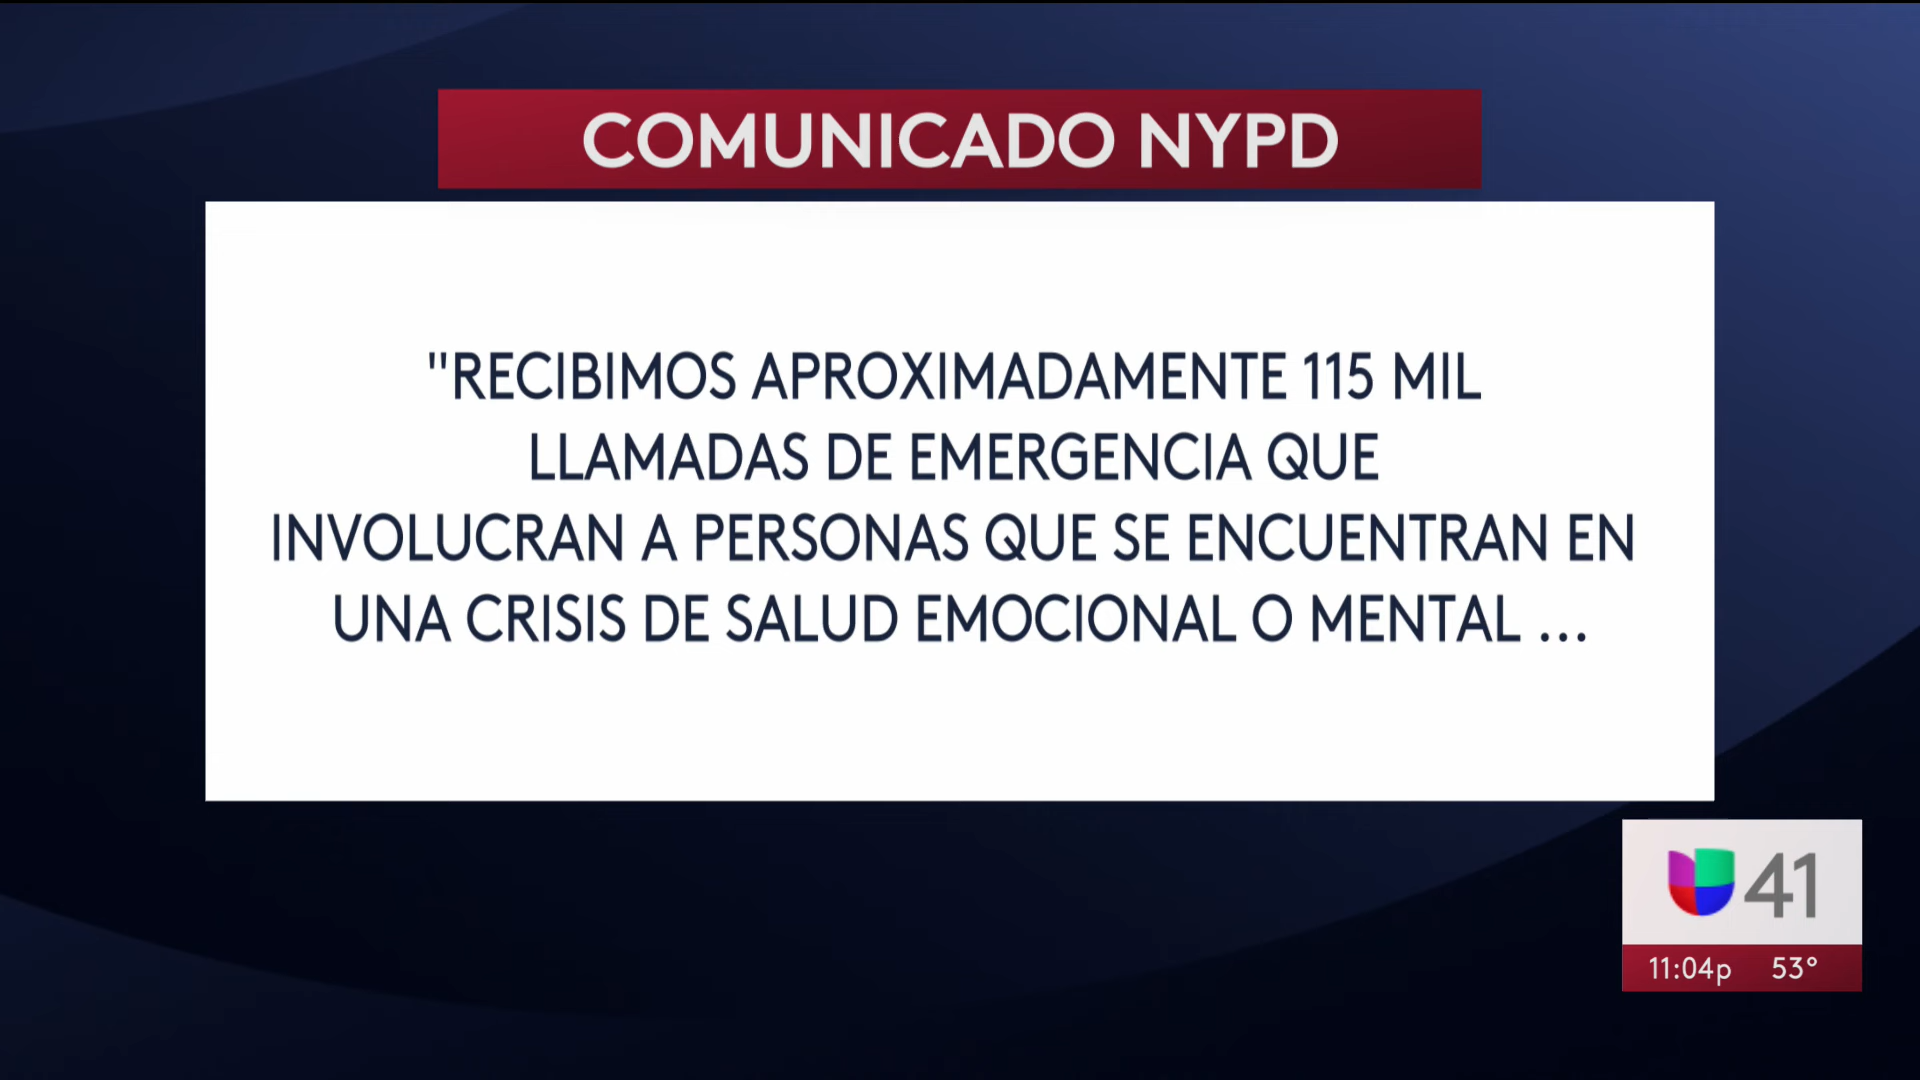 COMUNICADO NYPD
"RECIBIMOS APROXIMADAMENTE 115 MIL
LLAMADAS DE EMERGENCIA QUE
INVOLUCRAN A PERSONAS QUE SE ENCUENTRAN EN
UNA CRISIS DE SALUD EMOCIONAL O MENTAL ...
41
11:04p 53°